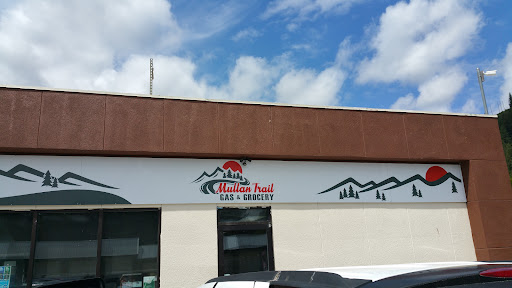 Mullan Trail
GAS & GROCERY